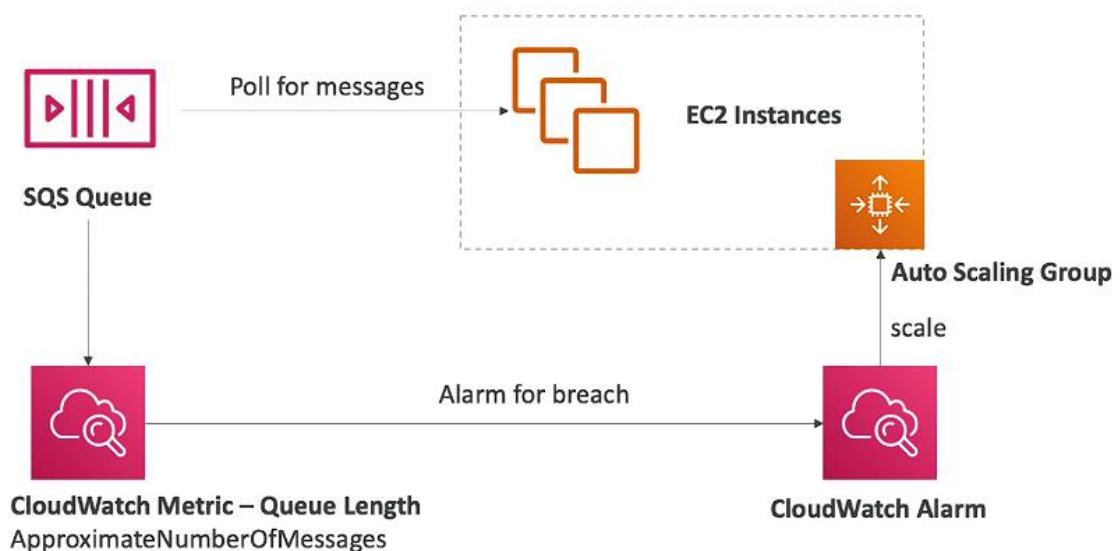 Poll for messages
EC2 Instances
SQS Queue
Auto Scaling Group
scale
Alarm for breach
CloudWatch Metric – Queue Length
ApproximateNumberOfMessages
CloudWatch Alarm